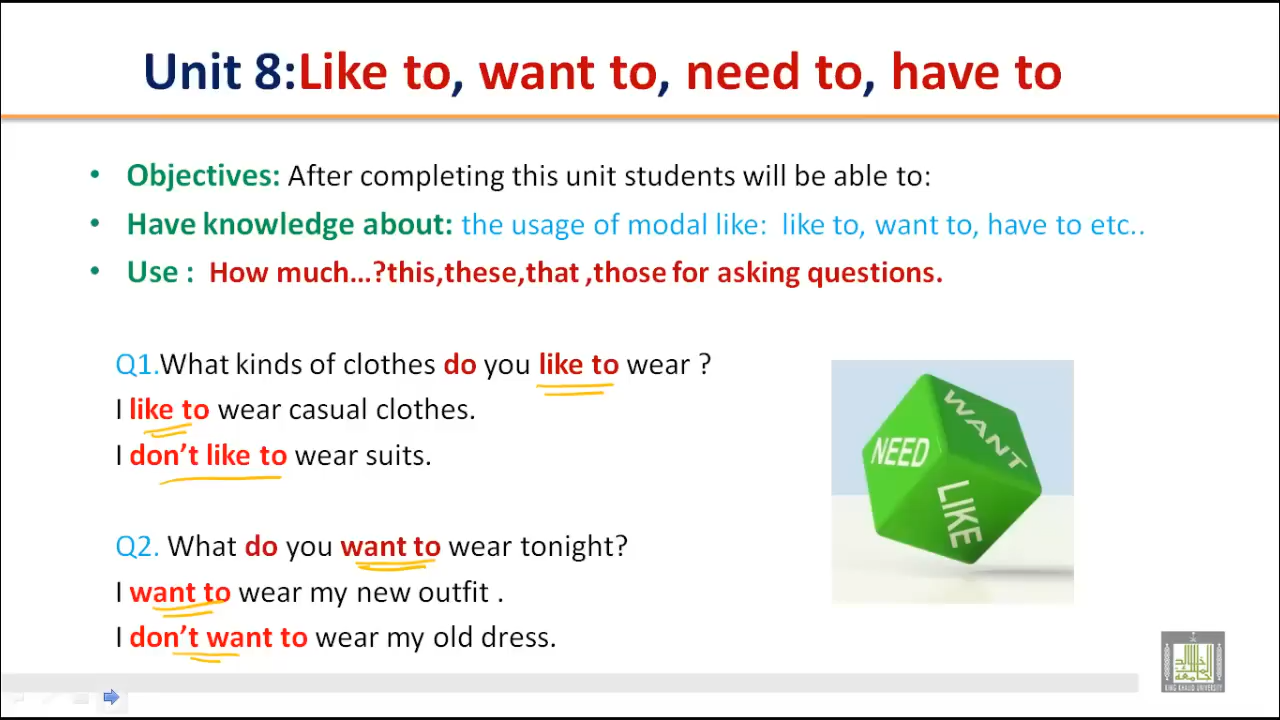 Unit 8:Like to, want to, need to, have to
• Objectives: After completing this unit students will be able to:
• Have knowledge about: the usage of modal like: like to, want to, have to etc..
• Use : How much...?this,these,that ,those for asking questions.
Q1.What kinds of clothes do you like to wear ?
I like to wear casual clothes.
I don't like to wear suits.
Q2. What do you want to wear tonight?
I want to wear my new outfit .
I don't want to wear my old dress.
WANT
NEED
LIKE
KING KHALID UNIVERSITY